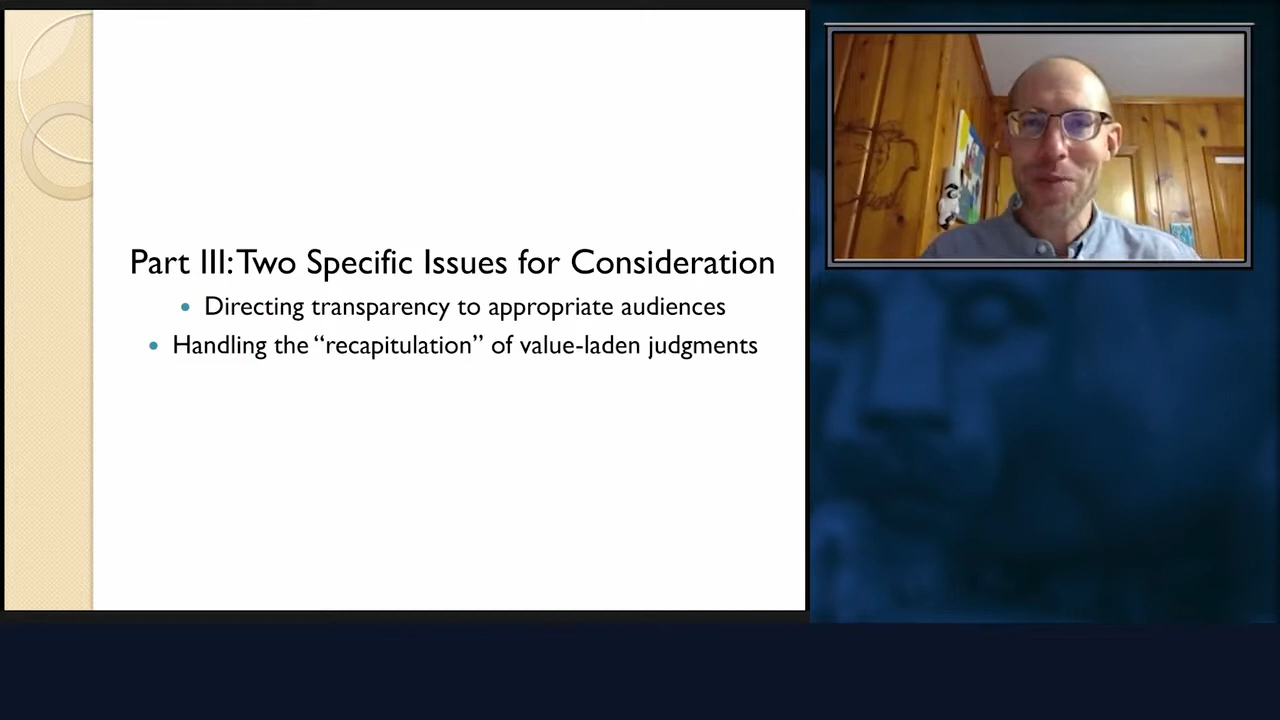 Part III: Two Specific Issues for Consideration
• Directing transparency to appropriate audiences
• Handling the “recapitulation” of value-laden judgments